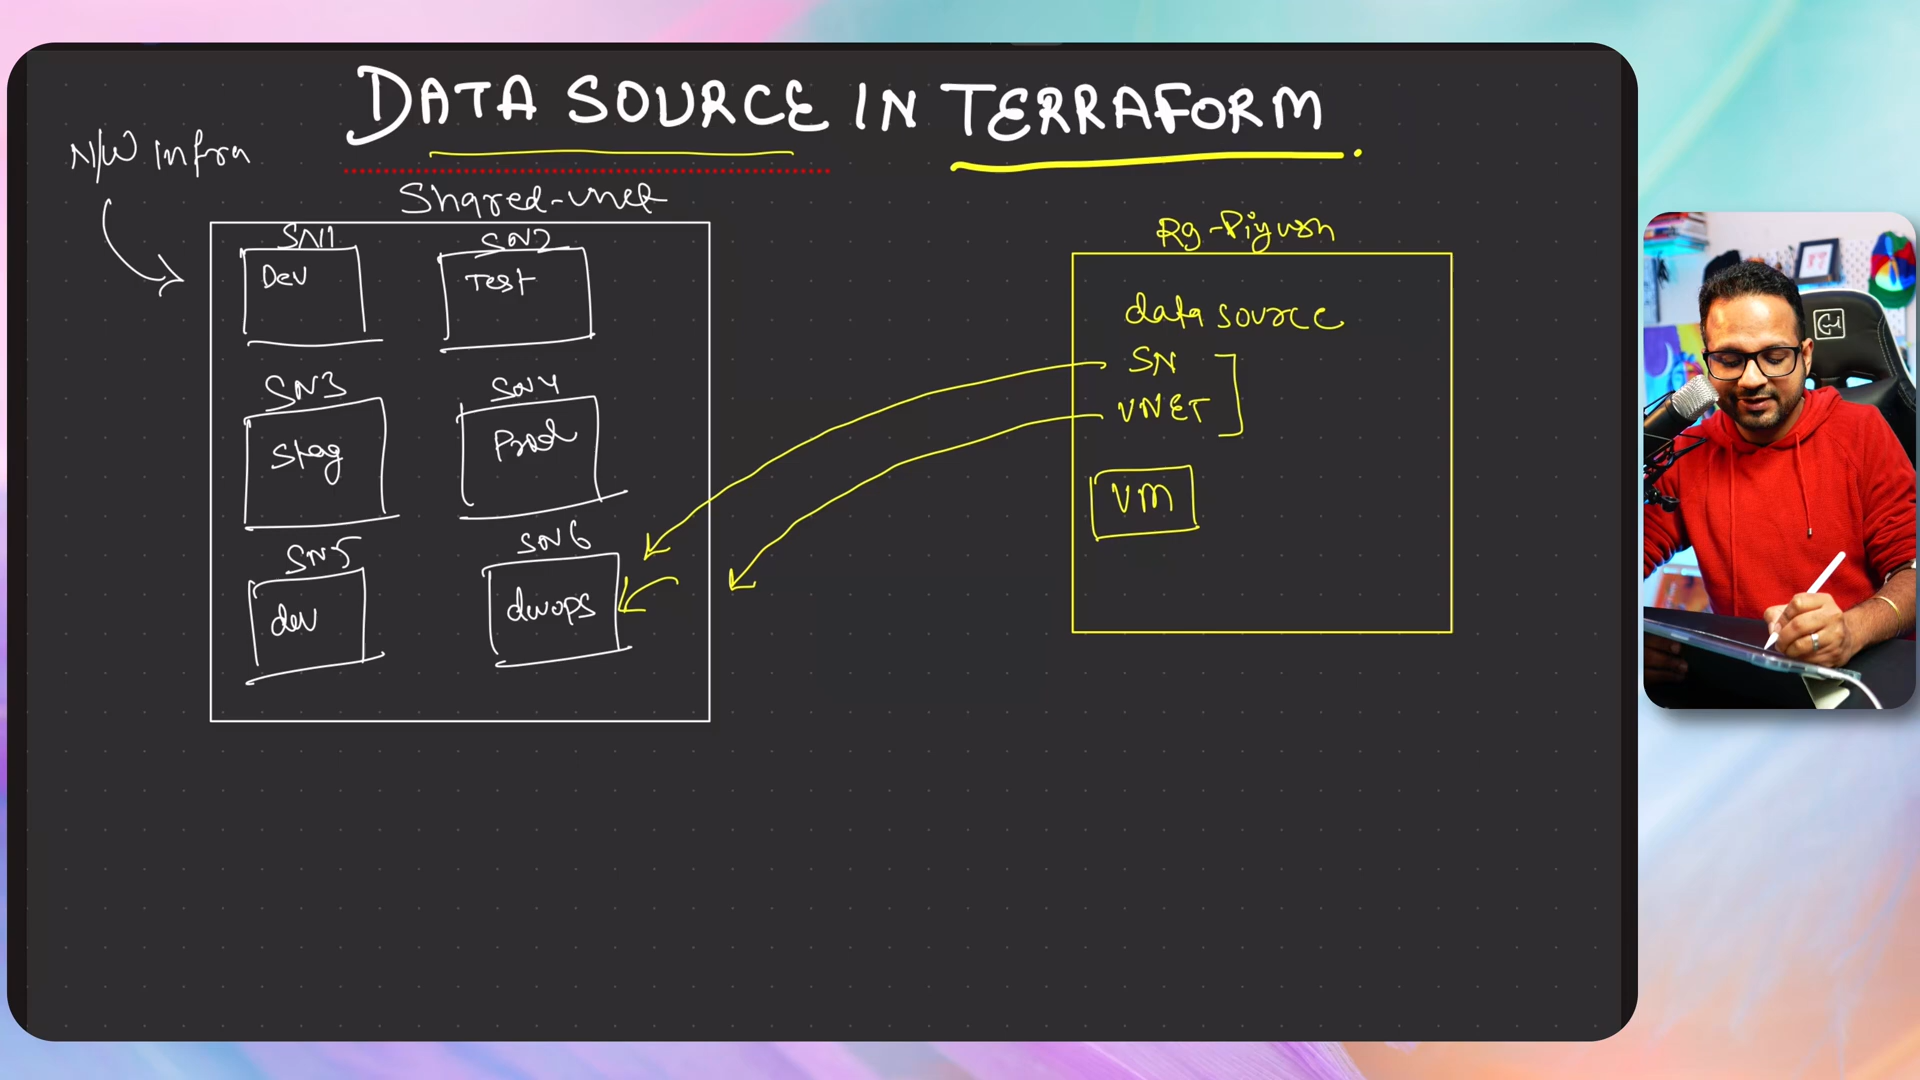 DATA SOURCE IN TERRAFORM
N/W Infra
Shared-vnet
SN1
Dev
SN2
Test
SN3
Stag
SN4
Prod
SN5
dev
SN6
devops
Rg-Piyush
data source
SN
VNET
VM